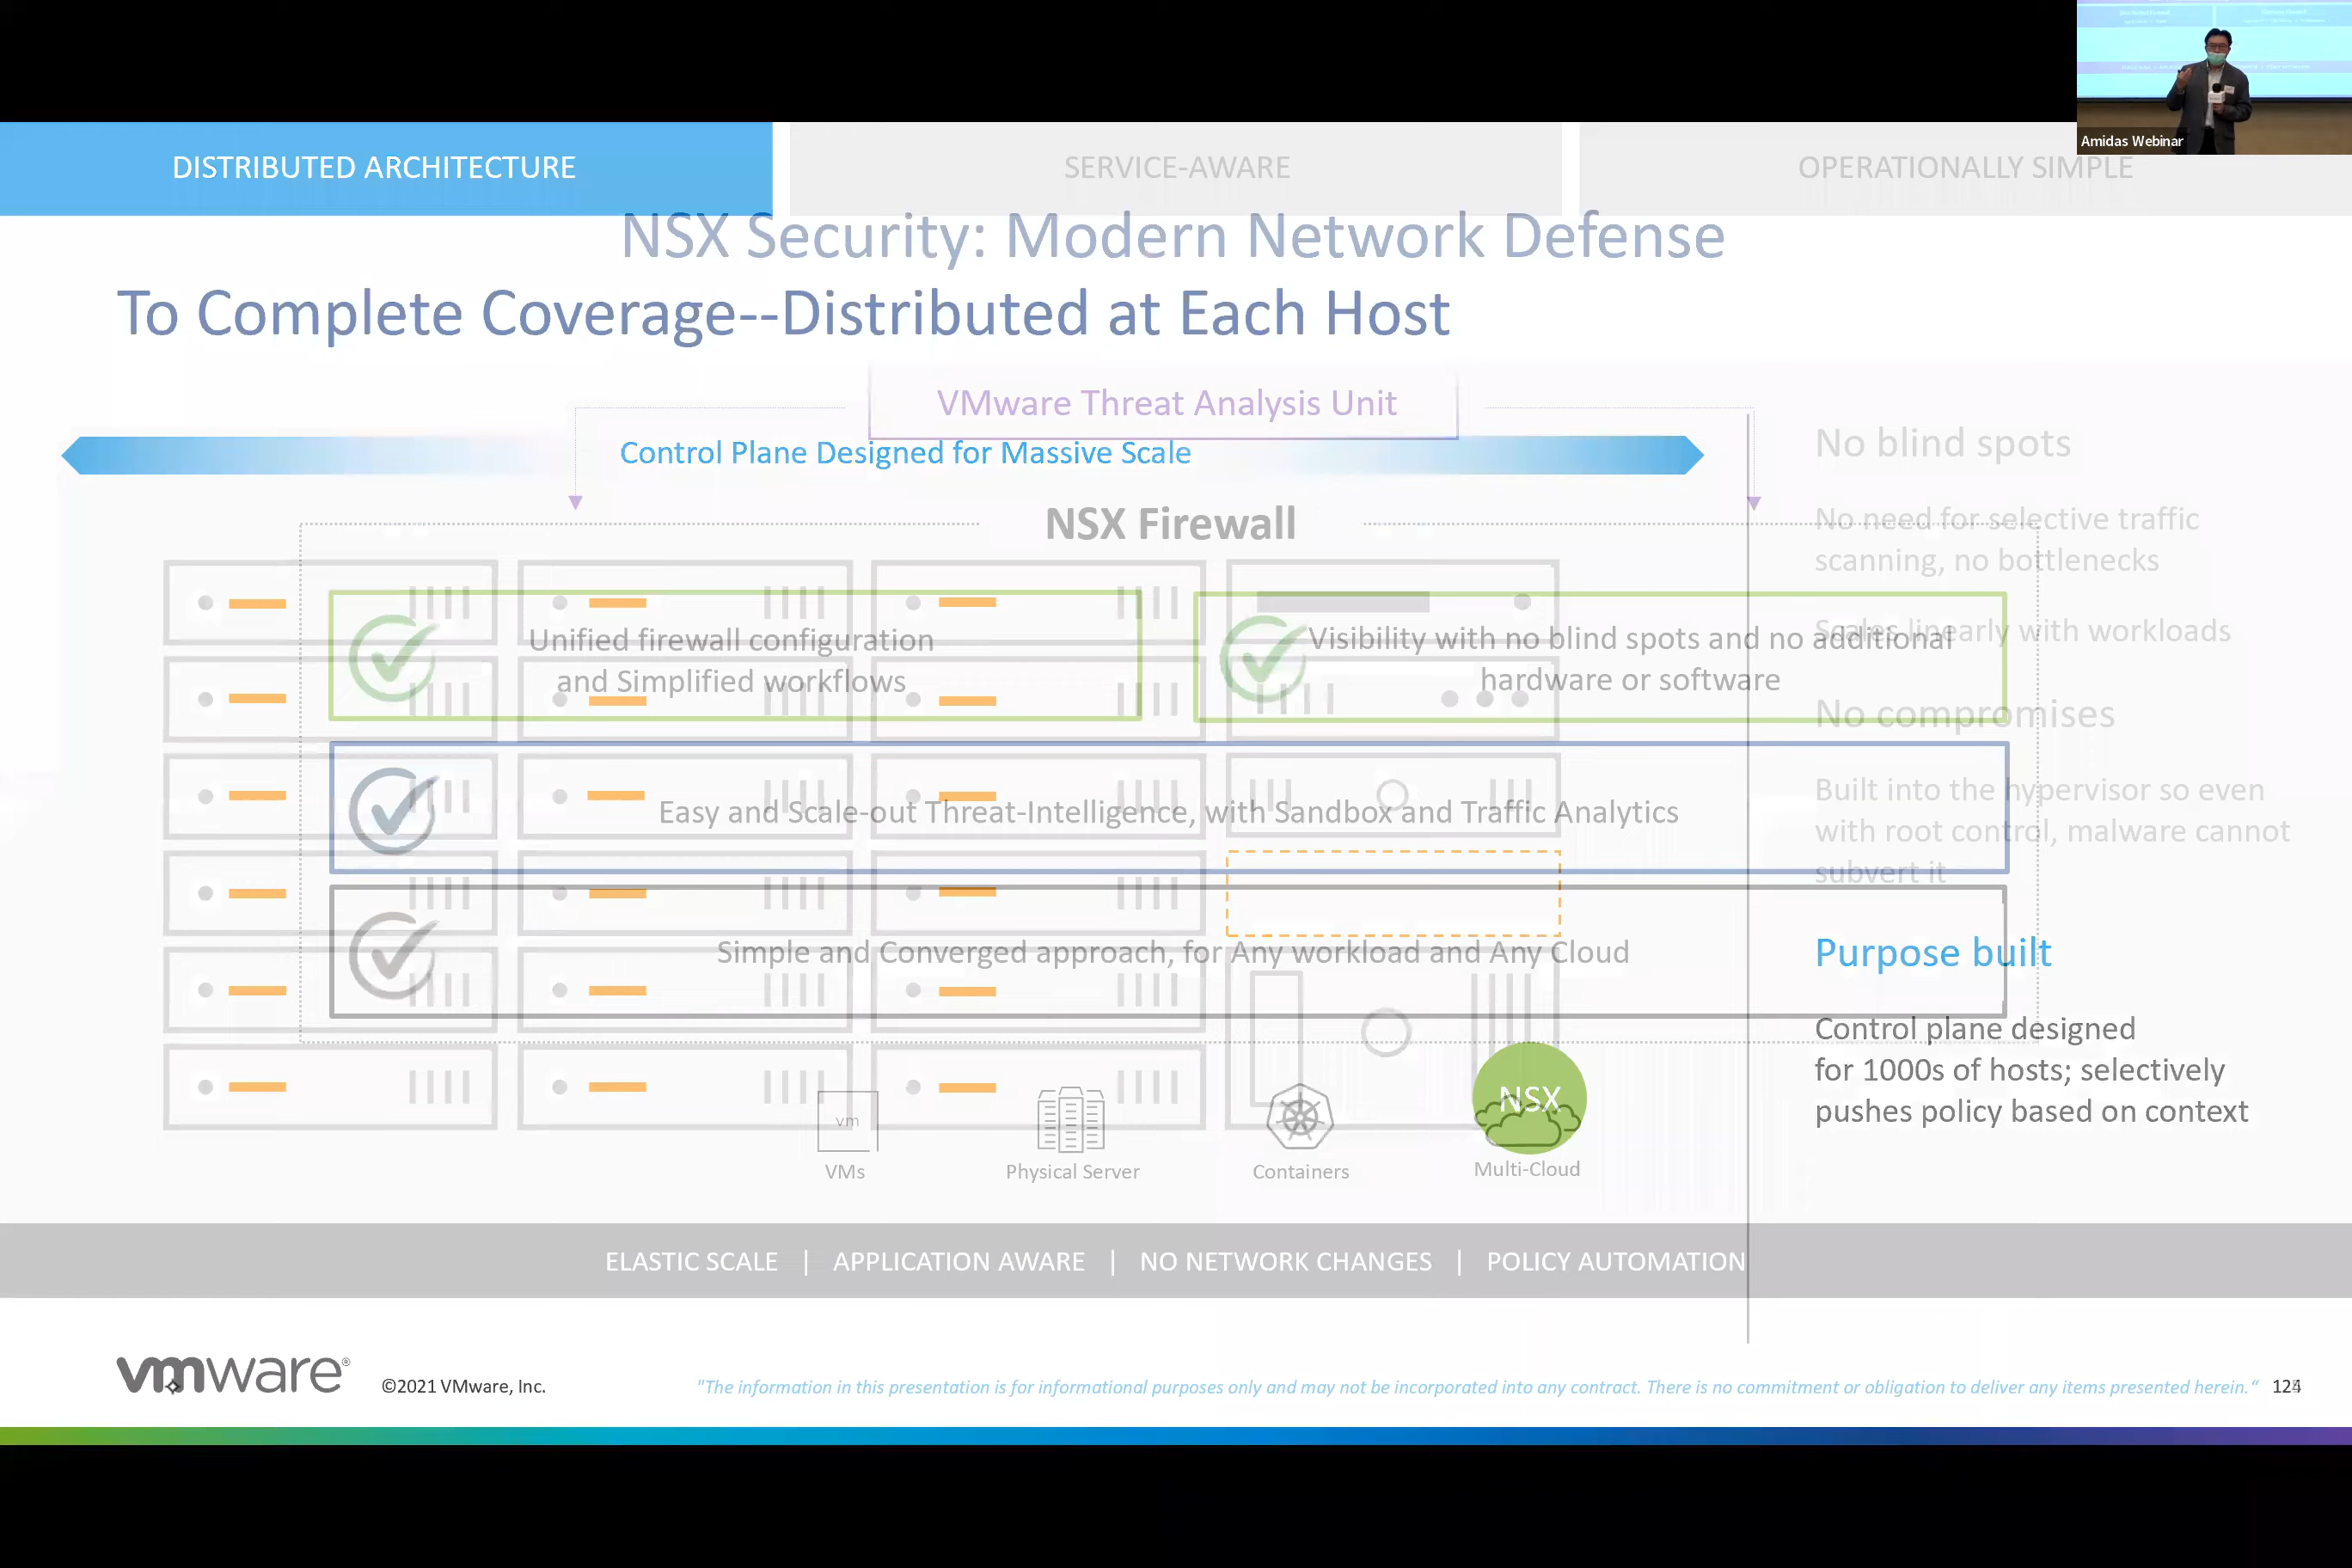 Amidas Webinar
DISTRIBUTED ARCHITECTURE
SERVICE-AWARE
OPERATIONALLY SIMPLE
NSX Security: Modern Network Defense
To Complete Coverage--Distributed at Each Host
VMware Threat Analysis Unit
Control Plane Designed for Massive Scale
NSX Firewall
Unified firewall configuration
and Simplified workflows
Visibility with no blind spots and no additional
hardware or software
Easy and Scale-out Threat-Intelligence, with Sandbox and Traffic Analytics
Simple and Converged approach, for Any workload and Any Cloud
No blind spots
No need for selective traffic
scanning, no bottlenecks
Scales linearly with workloads
No compromises
Built into the hypervisor so even
with root control, malware cannot
subvert it
Purpose built
Control plane designed
for 1000s of hosts; selectively
pushes policy based on context
vm
NSX
VMs
Physical Server
Containers
Multi-Cloud
ELASTIC SCALE | APPLICATION AWARE | NO NETWORK CHANGES | POLICY AUTOMATION
vmware®
©2021 VMware, Inc.
"The information in this presentation is for informational purposes only and may not be incorporated into any contract. There is no commitment or obligation to deliver any items presented herein."